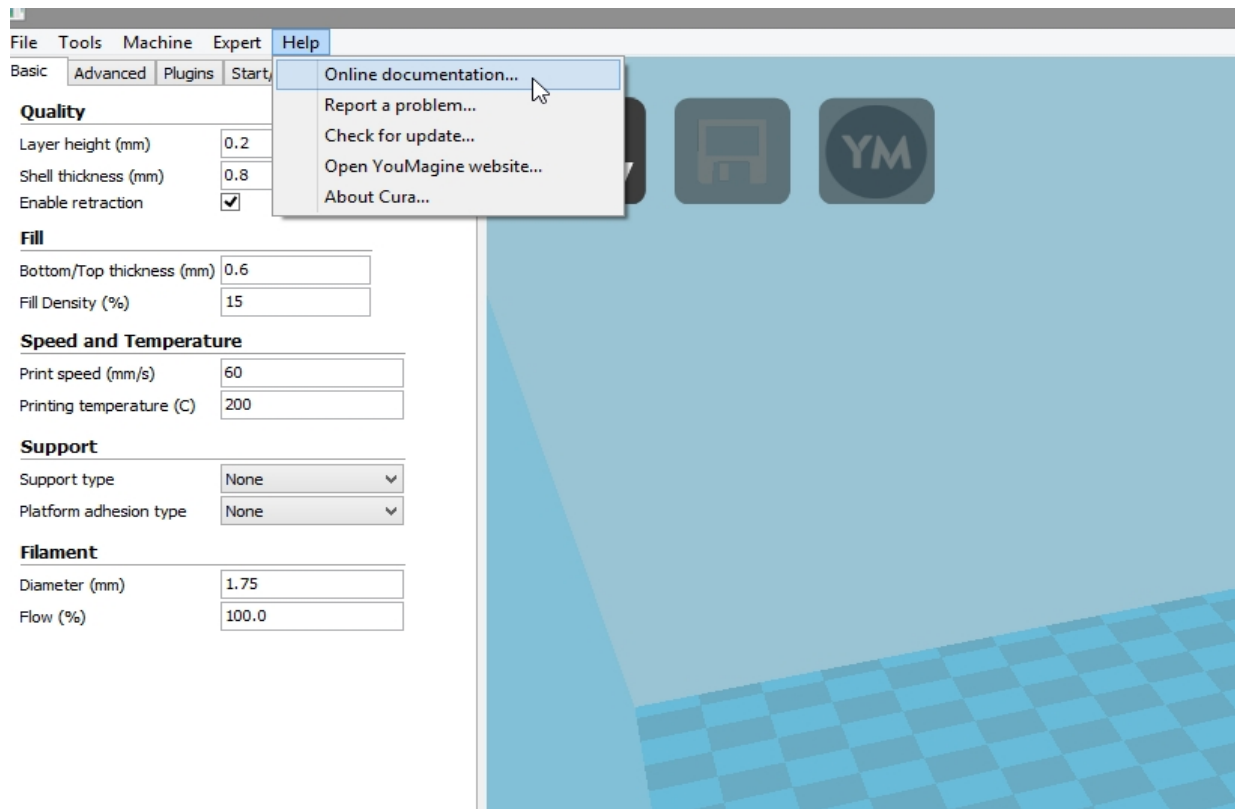 File Tools Machine Expert Help
Basic Advanced Plugins Start/
Online documentation...
Report a problem...
Check for update...
Open YouMagine website...
About Cura...
Quality
Layer height (mm) 0.2
Shell thickness (mm) 0.8
Enable retraction
Fill
Bottom/Top thickness (mm) 0.6
Fill Density (%) 15
Speed and Temperature
Print speed (mm/s) 60
Printing temperature (C) 200
Support
Support type None
Platform adhesion type None
Filament
Diameter (mm) 1.75
Flow (%) 100.0
YM